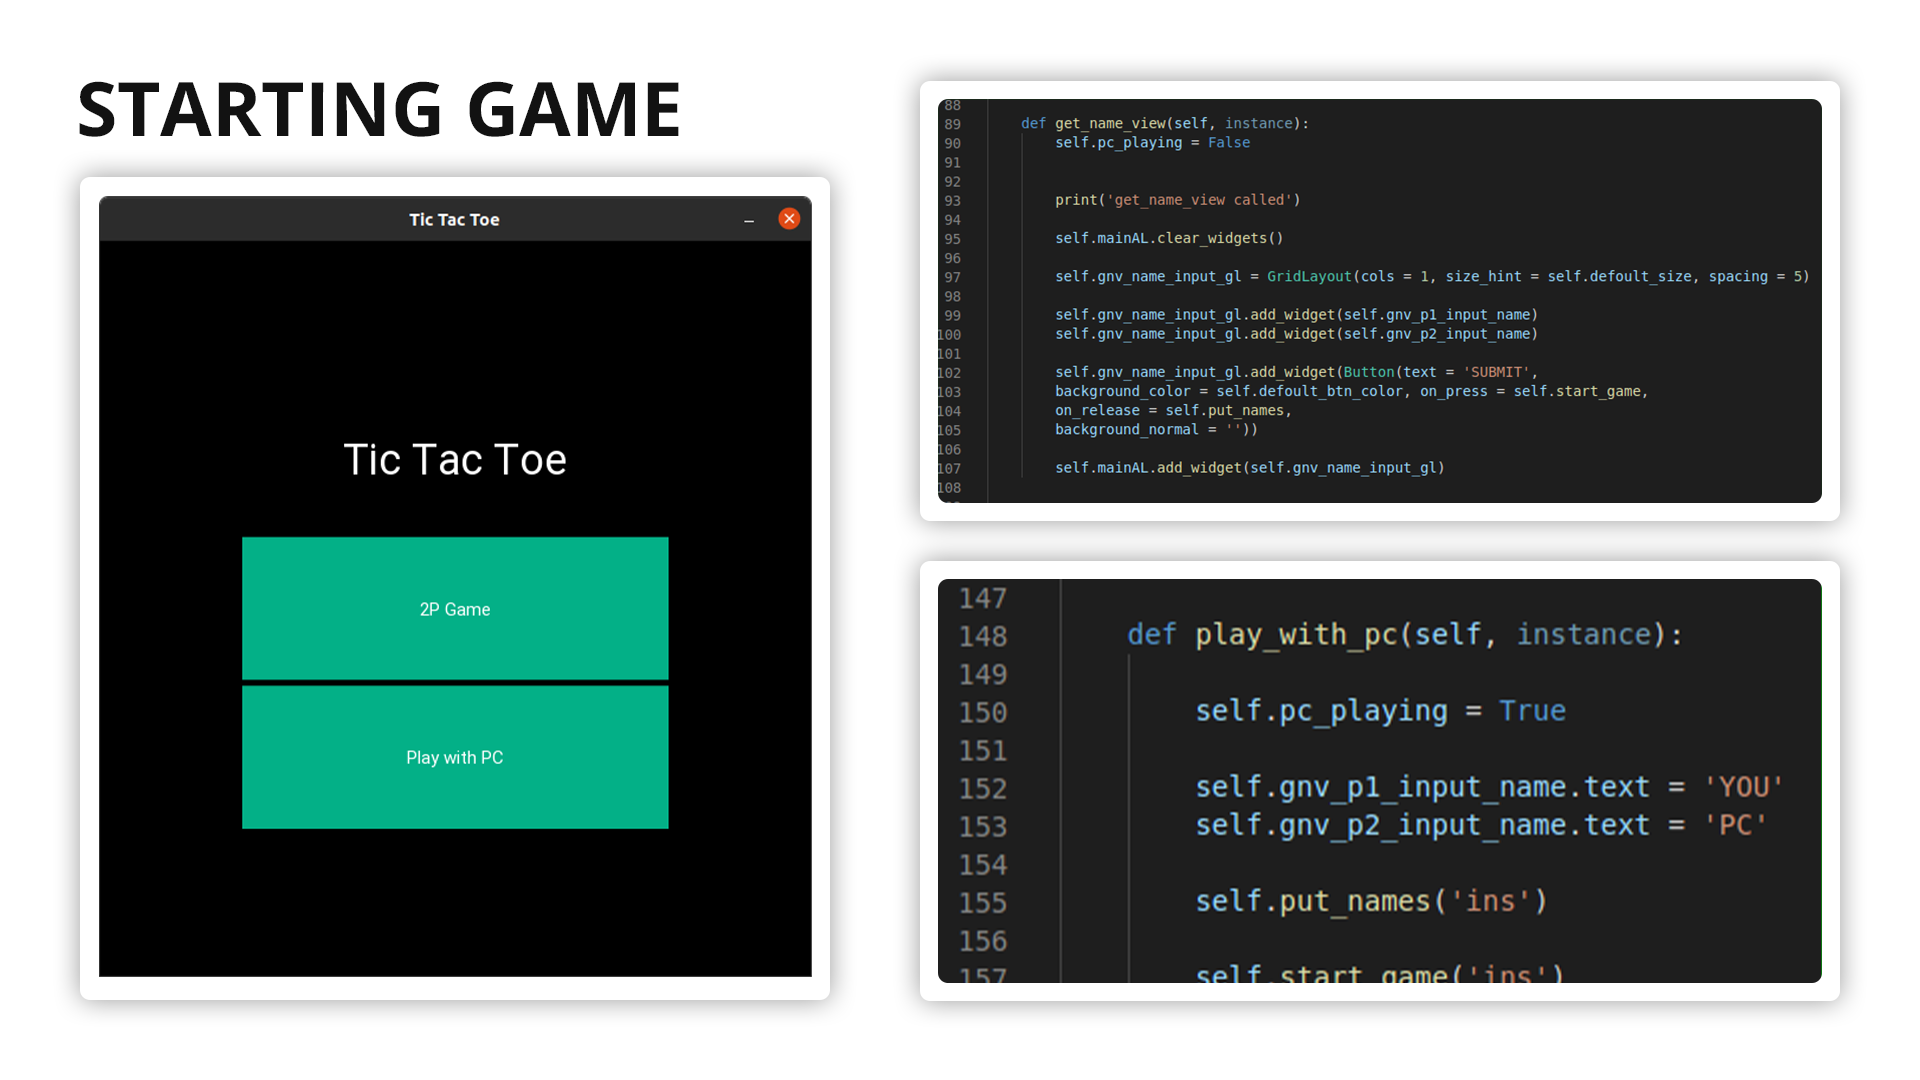 STARTING GAME
Tic Tac Toe
Tic Tac Toe
2P Game
Play with PC
88
89 def get_name_view(self, instance):
90 self.pc_playing = False
91
92
93 print('get_name_view called')
94
95 self.mainAL.clear_widgets()
96
97 self.gnv_name_input_gl = GridLayout(cols = 1, size_hint = self.defoult_size, spacing = 5)
98
99 self.gnv_name_input_gl.add_widget(self.gnv_p1_input_name)
100 self.gnv_name_input_gl.add_widget(self.gnv_p2_input_name)
101
102 self.gnv_name_input_gl.add_widget(Button(text = 'SUBMIT',
103 background_color = self.defoult_btn_color, on_press = self.start_game,
104 on_release = self.put_names,
105 background_normal = ''))
106
107 self.mainAL.add_widget(self.gnv_name_input_gl)
108
147
148 def play_with_pc(self, instance):
149
150 self.pc_playing = True
151
152 self.gnv_p1_input_name.text = 'YOU'
153 self.gnv_p2_input_name.text = 'PC'
154
155 self.put_names('ins')
156
157 self.start_game('ins')